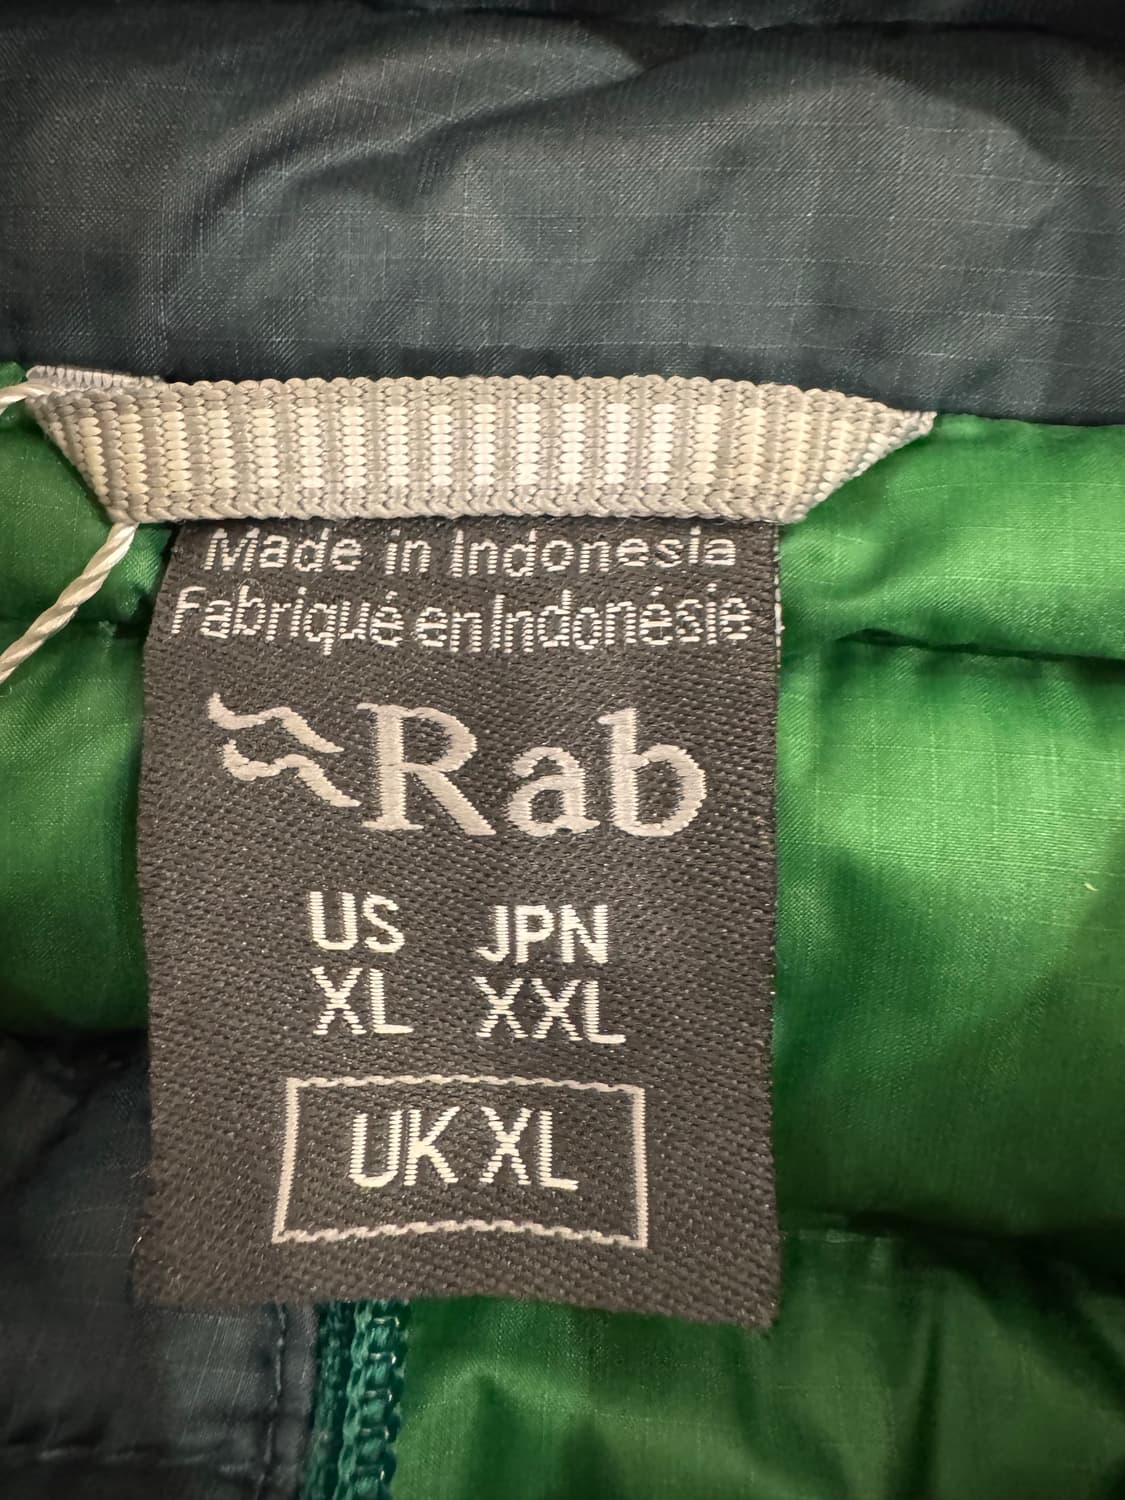 Made in Indonesia
Fabriqué en Indonésie
Rab
US JPN
XL XXL
UK XL